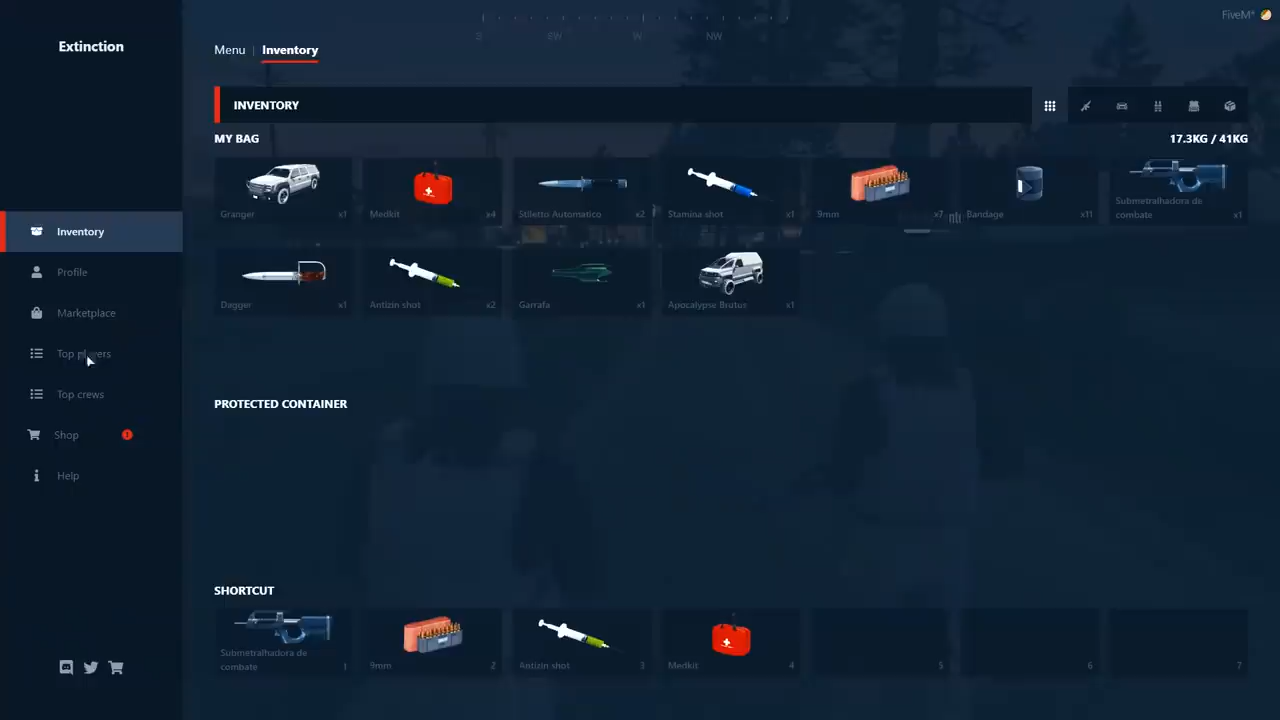 FiveM*
Extinction
S SW W NW
Menu | Inventory
INVENTORY
MY BAG 17.3KG / 41KG
Granger x1
Medkit x4
Stiletto Automatico x2
Stamina shot x1
9mm x7
Bandage x11
Submetralhadora de
combate x1
Dagger x1
Antizin shot x2
Garrafa x1
Apocalypse Brutus x1
Inventory
Profile
Marketplace
Top players
Top crews
Shop 1
Help
PROTECTED CONTAINER
SHORTCUT
Submetralhadora de
combate 1
9mm 2
Antizin shot 3
Medkit 4
5
6
7